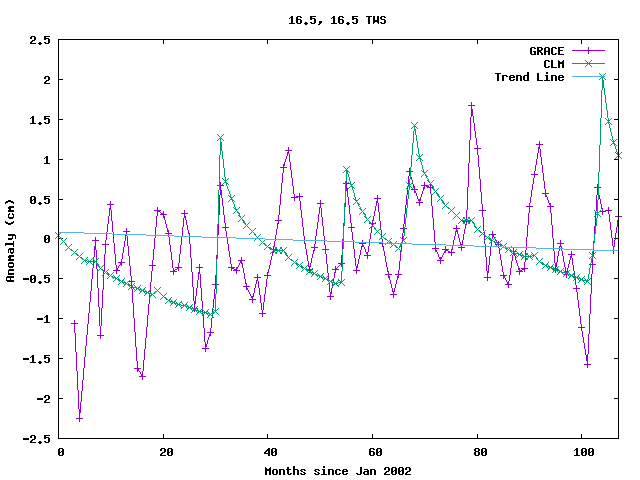 16.5, 16.5 TWS
GRACE
CLM
Trend Line
2.5
2
1.5
1
0.5
0
-0.5
-1
-1.5
-2
-2.5
Anomaly (cm)
0 20 40 60 80 100
Months since Jan 2002